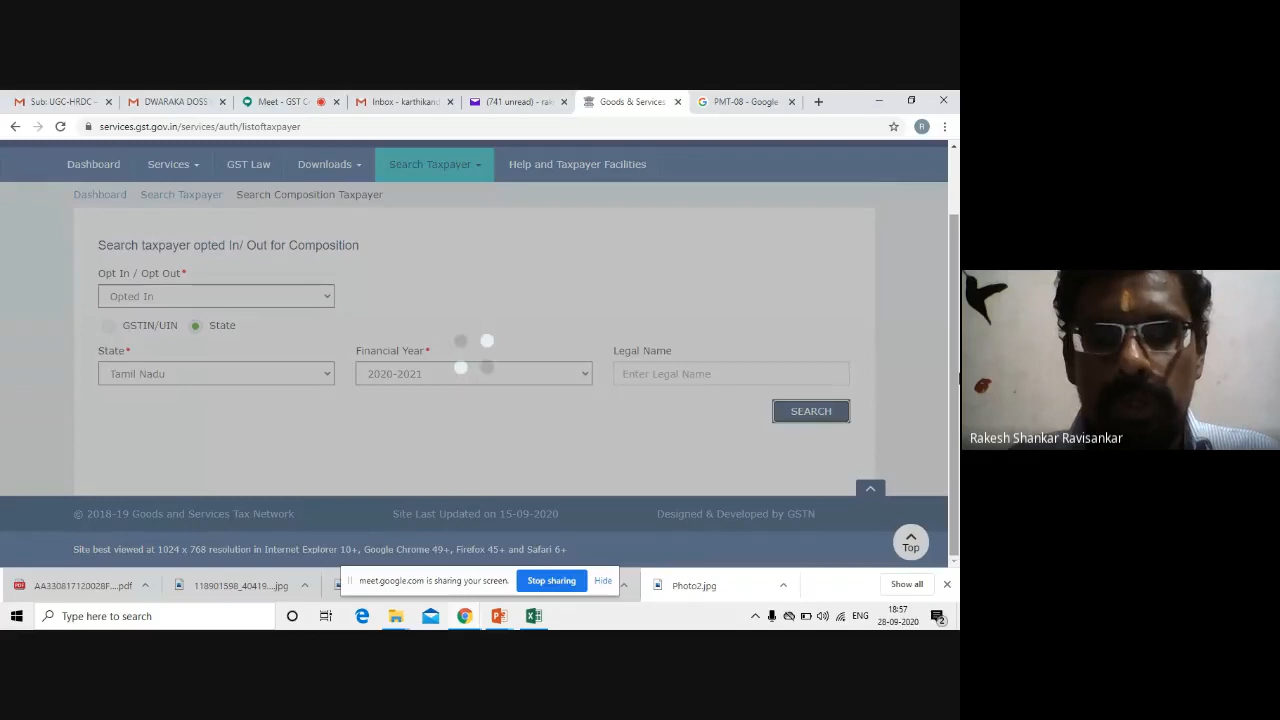 Sub: UGC-HRDC -
DWARAKA DOSS
Meet - GST C
Inbox - karthikand
(741 unread) - rak
Goods & Services
PMT-08 - Google
services.gst.gov.in/services/auth/listoftaxpayer
R
Dashboard
Services
GST Law
Downloads
Search Taxpayer
Help and Taxpayer Facilities
Dashboard
Search Taxpayer
Search Composition Taxpayer
Search taxpayer opted In/ Out for Composition
Opt In / Opt Out*
Opted In
GSTIN/UIN
State
State*
Financial Year*
Legal Name
Tamil Nadu
2020-2021
Enter Legal Name
SEARCH
Rakesh Shankar Ravisankar
© 2018-19 Goods and Services Tax Network
Site Last Updated on 15-09-2020
Designed & Developed by GSTN
Site best viewed at 1024 x 768 resolution in Internet Explorer 10+, Google Chrome 49+, Firefox 45+ and Safari 6+
Top
AA330817120028F....pdf
118901598_40419....jpg
meet.google.com is sharing your screen.
Stop sharing
Hide
Photo2.jpg
Show all
Type here to search
ENG
18:57
28-09-2020
2